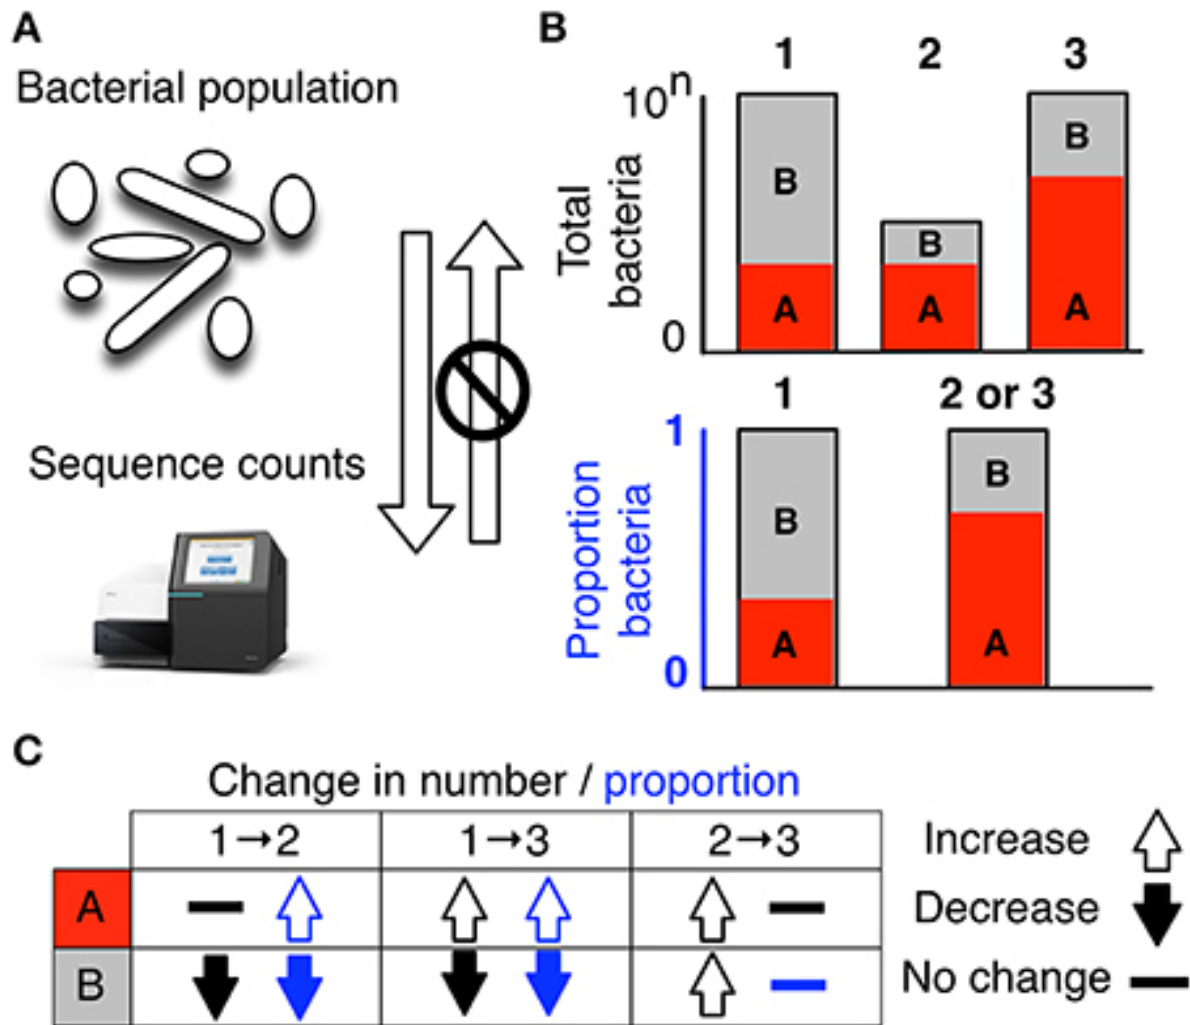 A
Bacterial population
Sequence counts
B
1 2 3
10n
0
Total
bacteria
B
A
B
A
B
A
1 2 or 3
1
0
Proportion
bacteria
B
A
B
A
C
Change in number / proportion
1→2 1→3 2→3
A
B
Increase
Decrease
No change